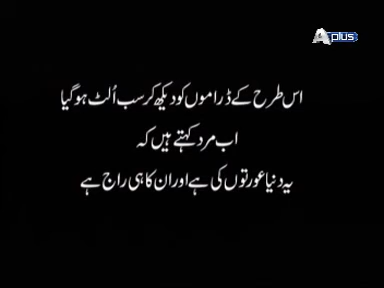 Aplus
اس طرح کے ڈراموں کو دیکھ کر سب اُلٹ ہو گیا
اب مرد کہتے ہیں کہ
یہ دنیا عورتوں کی ہے اور ان کا ہی راج ہے